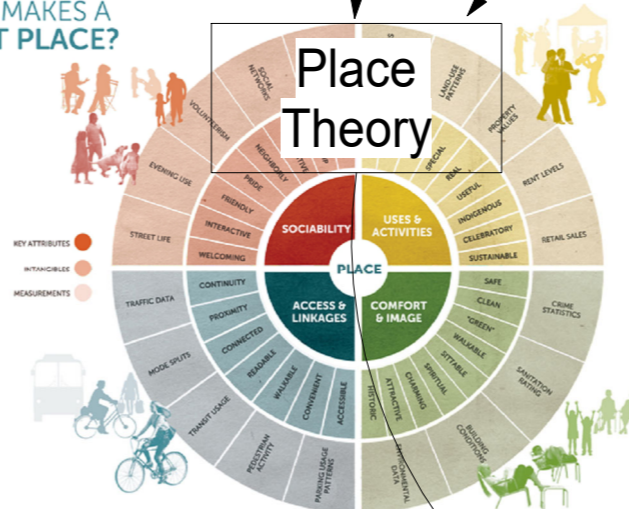 MAKES A
T PLACE?
Place
Theory
SOCIAL
NETWORKS
VOLUNTEERISM
EVENING USE
STREET LIFE
NEIGHBORLY
PRIDE
FRIENDLY
INTERACTIVE
WELCOMING
SOCIABILITY
LAND-USE
PATTERNS
PROPERTY
VALUES
RENT LEVELS
RETAIL SALES
SPECIAL
REAL
USEFUL
INDIGENOUS
CELEBRATORY
SUSTAINABLE
USES &
ACTIVITIES
PLACE
KEY ATTRIBUTES
INTANGIBLES
MEASUREMENTS
ACCESS &
LINKAGES
CONTINUITY
PROXIMITY
CONNECTED
READABLE
WALKABLE
CONVENIENT
ACCESSIBLE
TRAFFIC DATA
MODE SPLITS
TRANSIT USAGE
PEDESTRIAN
ACTIVITY
PARKING USAGE
PATTERNS
COMFORT
& IMAGE
SAFE
CLEAN
"GREEN"
WALKABLE
SITTABLE
SPIRITUAL
CHARMING
ATTRACTIVE
HISTORIC
CRIME
STATISTICS
SANITATION
RATING
BUILDING
CONDITIONS
ENVIRONMENTAL
DATA